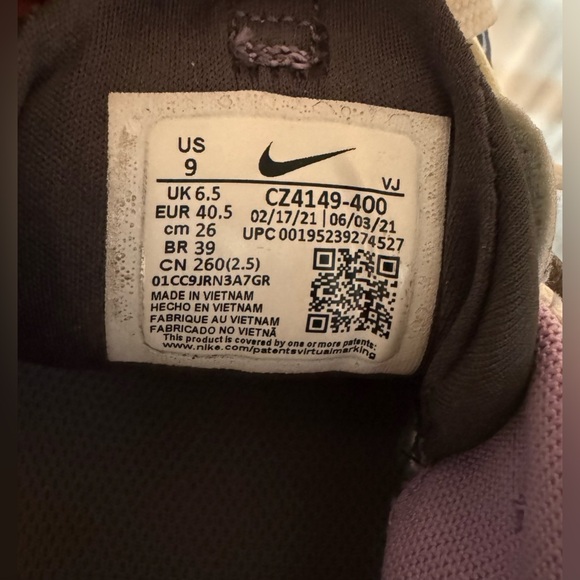 US
9
VJ
UK 6.5
EUR 40.5
cm 26
BR 39
CN 260(2.5)
CZ4149-400
02/17/21 | 06/03/21
UPC 00195239274527
01CC9JRN3A7GR
MADE IN VIETNAM
HECHO EN VIETNAM
FABRIQUE AU VIETNAM
FABRICADO NO VIETNÃ
This product is covered by one or more patents:
www.nike.com/patentsvirtualmarking